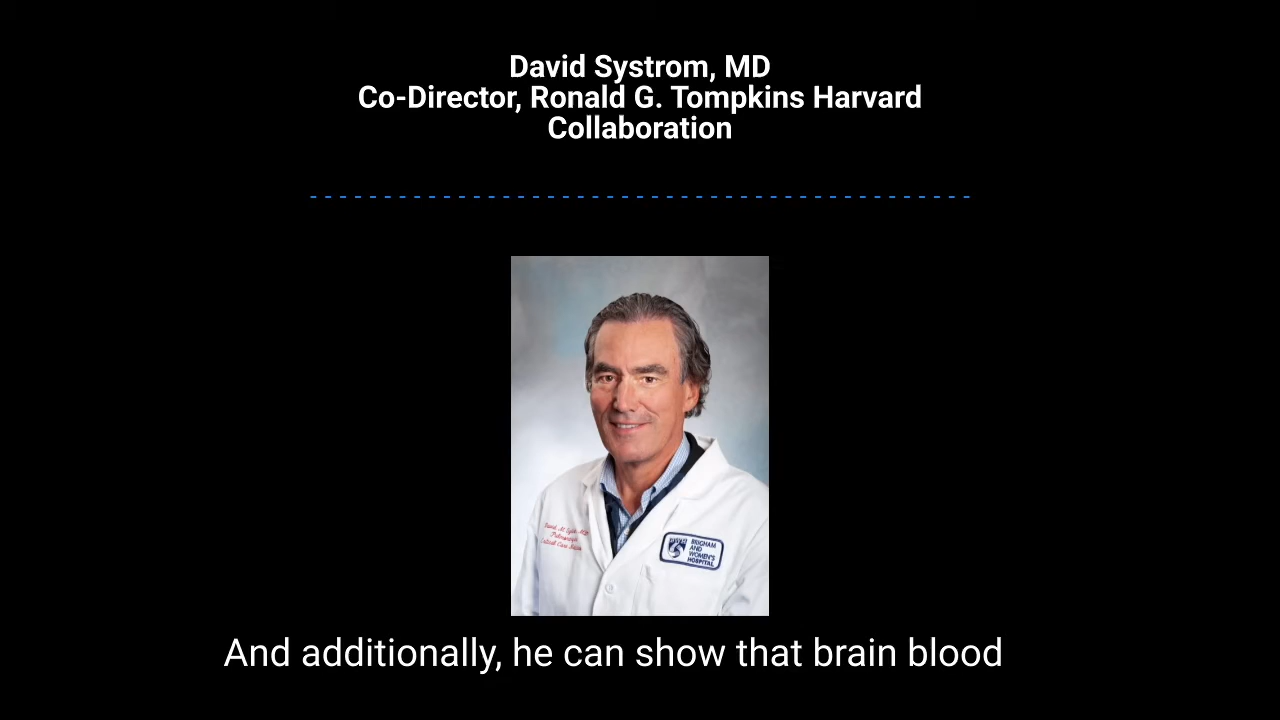 David Systrom, MD
Co-Director, Ronald G. Tompkins Harvard
Collaboration
BRIGHAM
AND
WOMEN'S
HOSPITAL
And additionally, he can show that brain blood